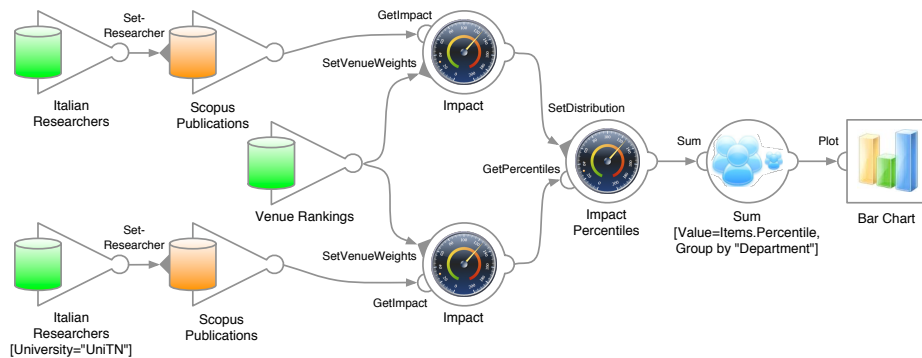 Set-
Researcher
Italian
Researchers
Scopus
Publications
GetImpact
SetVenueWeights
Impact
Venue Rankings
SetDistribution
GetPercentiles
Impact
Percentiles
Sum
Sum
[Value=Items.Percentile,
Group by "Department"]
Plot
Bar Chart
Set-
Researcher
Italian
Researchers
[University="UniTN"]
Scopus
Publications
SetVenueWeights
GetImpact
Impact